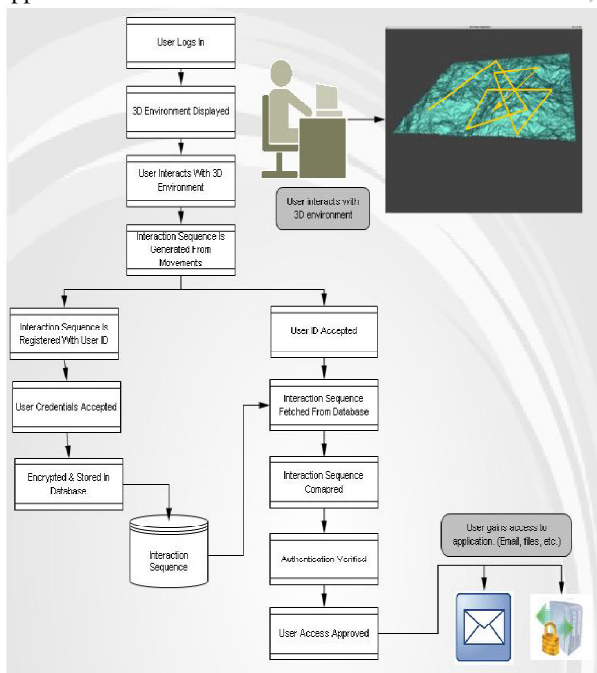 User Logs In
3D Environment Displayed
User Interacts With 3D
Environment
User interacts with
3D environment
Interaction Sequence Is
Generated From
Movements
Interaction Sequence Is
Registered With User ID
User ID Accepted
User Credentials Accepted
Interaction Sequence
Fetched From Database
Encrypted & Stored In
Database
Interaction Sequence
Comapred
Interaction
Sequence
User gains access to
application. (Email, files, etc.)
Authentication Verified
User Access Approved